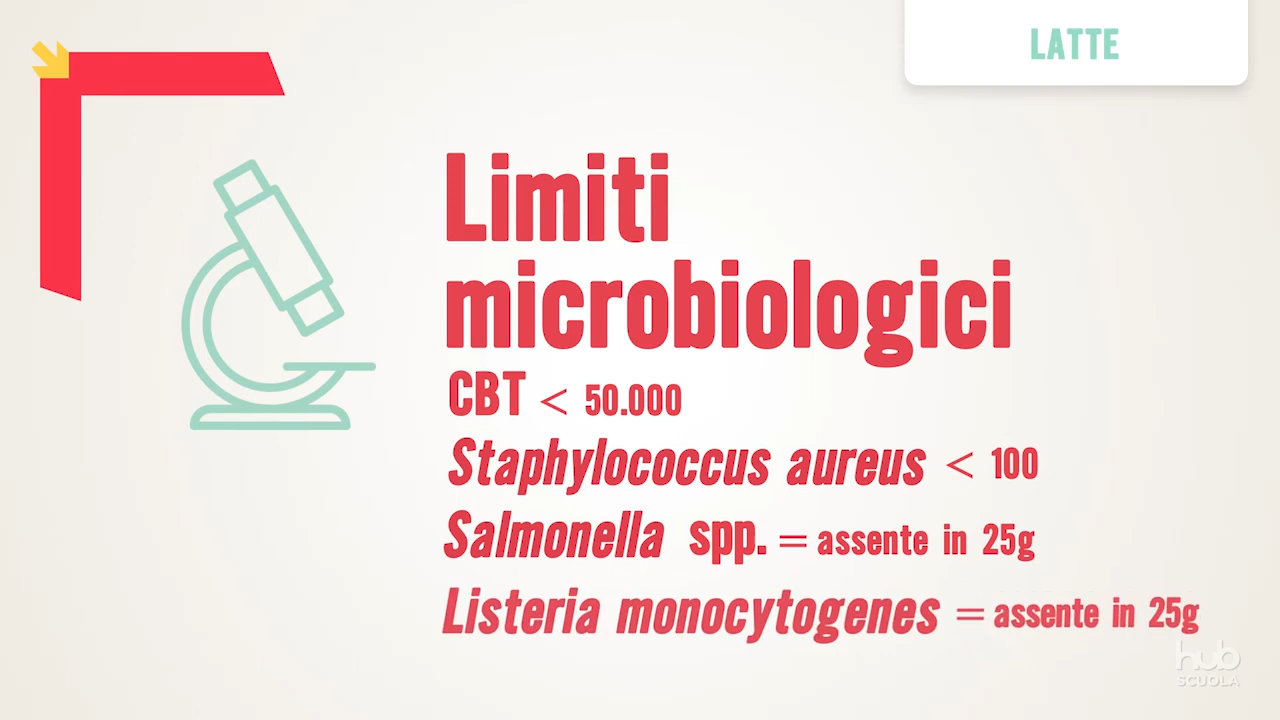 LATTE
Limiti
microbiologici
CBT < 50.000
Staphylococcus aureus < 100
Salmonella spp. = assente in 25g
Listeria monocytogenes = assente in 25g
hub
SCUOLA